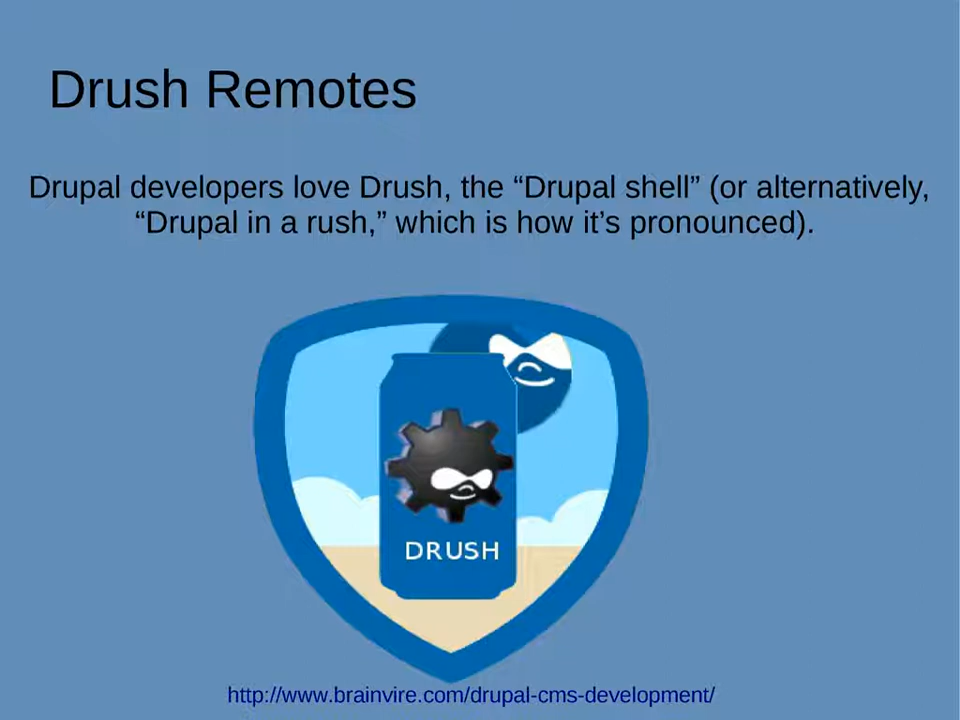 Drush Remotes
Drupal developers love Drush, the “Drupal shell” (or alternatively,
“Drupal in a rush,” which is how it’s pronounced).
DRUSH
http://www.brainvire.com/drupal-cms-development/